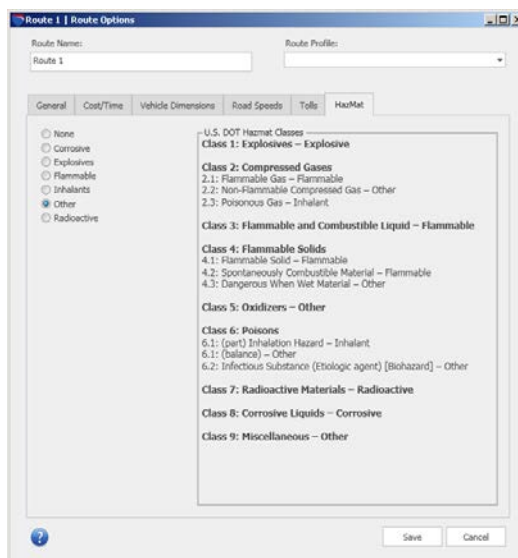 Route 1 | Route Options
Route Name:
Route Profile:
Route 1
General
Cost/Time
Vehicle Dimensions
Road Speeds
Tolls
HazMat
None
Corrosive
Explosives
Flammable
Inhalants
Other
Radioactive
U.S. DOT Hazmat Classes
Class 1: Explosives – Explosive
Class 2: Compressed Gases
2.1: Flammable Gas – Flammable
2.2: Non-Flammable Compressed Gas – Other
2.3: Poisonous Gas – Inhalant
Class 3: Flammable and Combustible Liquid – Flammable
Class 4: Flammable Solids
4.1: Flammable Solid – Flammable
4.2: Spontaneously Combustible Material – Flammable
4.3: Dangerous When Wet Material – Other
Class 5: Oxidizers – Other
Class 6: Poisons
6.1: (part) Inhalation Hazard – Inhalant
6.1: (balance) – Other
6.2: Infectious Substance (Etiologic agent) [Biohazard] – Other
Class 7: Radioactive Materials – Radioactive
Class 8: Corrosive Liquids – Corrosive
Class 9: Miscellaneous – Other
?
Save
Cancel